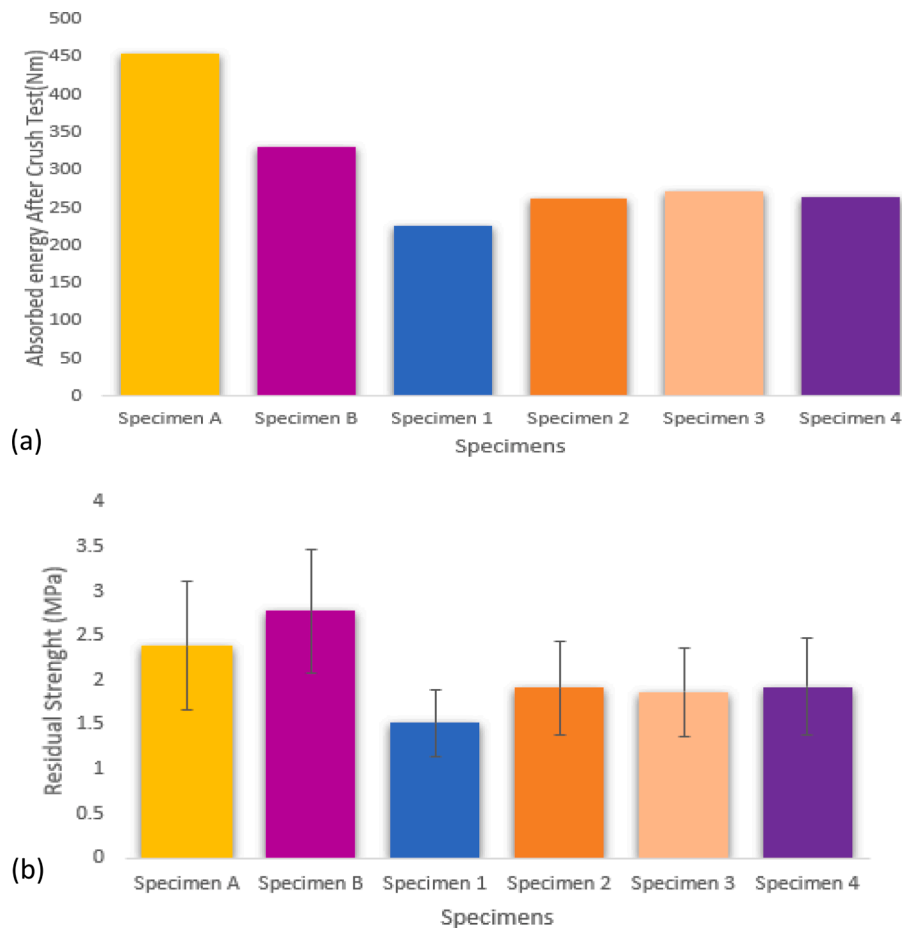 500
450
400
350
300
250
200
150
100
50
0
Absorbed energy After Crush Test(Nm)
Specimen A Specimen B Specimen 1 Specimen 2 Specimen 3 Specimen 4
Specimens
(a)
4
3.5
3
2.5
2
1.5
1
0.5
0
Residual Strenght (MPa)
Specimen A Specimen B Specimen 1 Specimen 2 Specimen 3 Specimen 4
Specimens
(b)